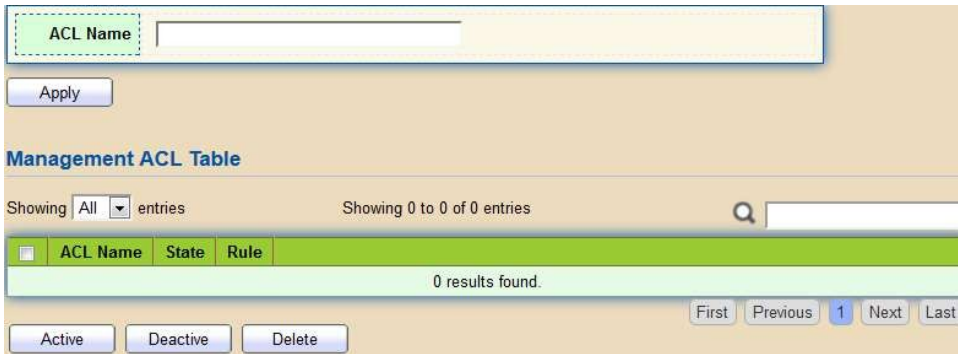 ACL Name
Apply
Management ACL Table
Showing All entries Showing 0 to 0 of 0 entries
ACL Name State Rule
0 results found.
First Previous 1 Next Last
Active Deactive Delete